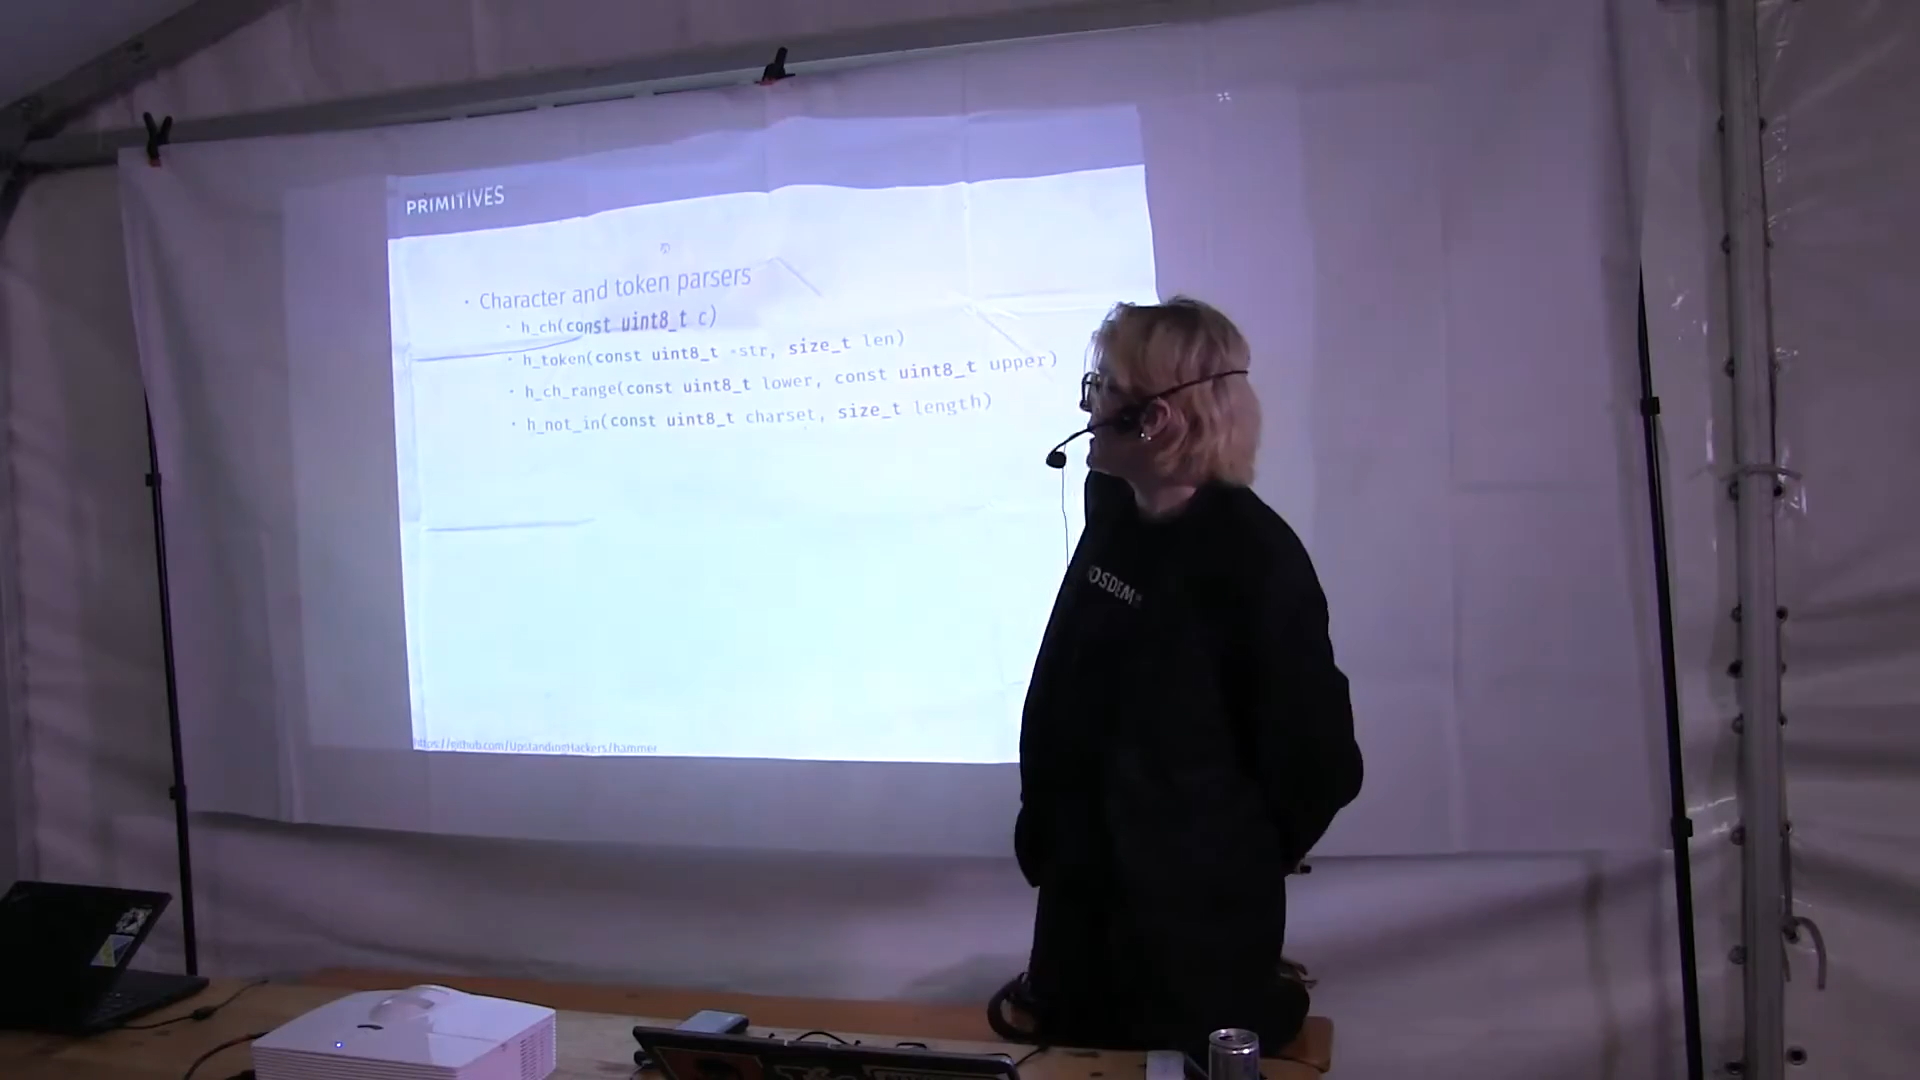 PRIMITIVES
· Character and token parsers
· h_ch(const uint8_t c)
· h_token(const uint8_t *str, size_t len)
· h_ch_range(const uint8_t lower, const uint8_t upper)
· h_not_in(const uint8_t charset, size_t length)
https://github.com/UpstandingHackers/hammer
OSDEM